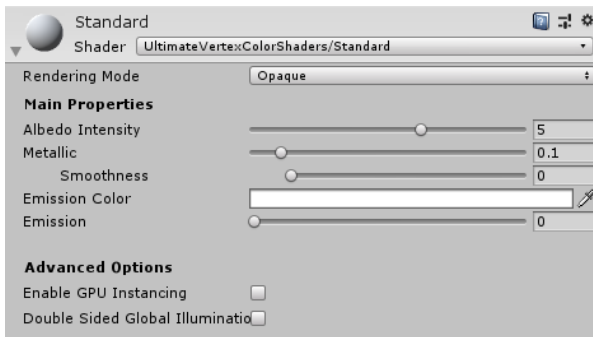 Standard
Shader UltimateVertexColorShaders/Standard
Rendering Mode Opaque
Main Properties
Albedo Intensity 5
Metallic 0.1
Smoothness 0
Emission Color
Emission 0
Advanced Options
Enable GPU Instancing
Double Sided Global Illuminatio